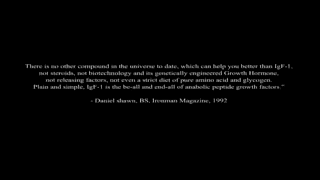 There is no other compound in the universe to date, which can help you better than IgF-1,
not steroids, not biotechnology and its genetically engineered Growth Hormone,
not releasing factors, not even a strict diet of pure amino acid and glycogen.
Plain and simple, IgF-1 is the be-all and end-all of anabolic peptide growth factors."
- Daniel shawn, BS, Ironman Magazine, 1992